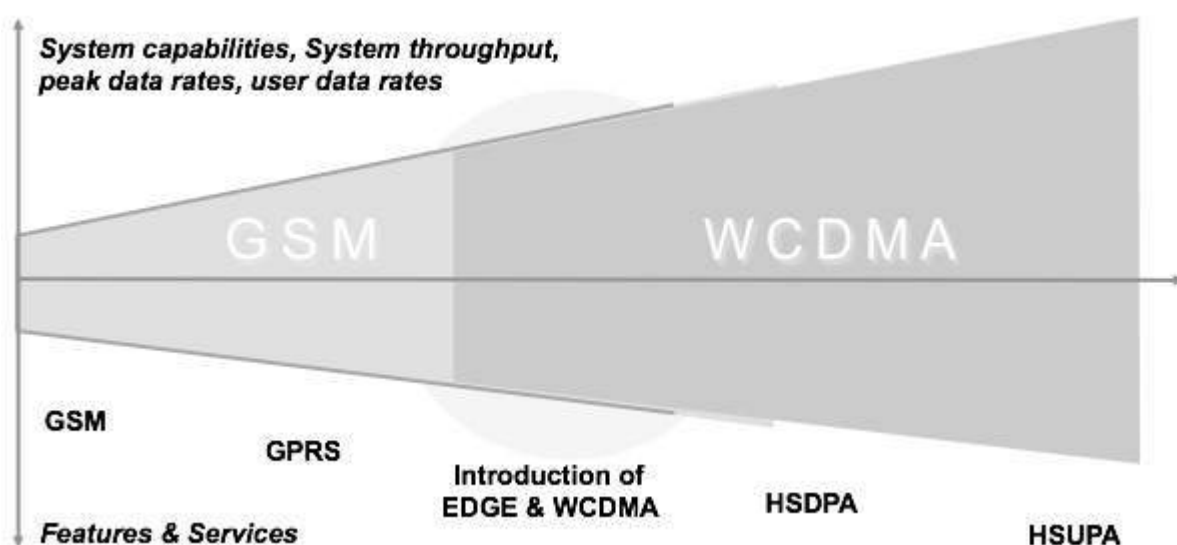 System capabilities, System throughput,
peak data rates, user data rates
GSM
WCDMA
GSM
GPRS
Introduction of
EDGE & WCDMA
HSDPA
HSUPA
Features & Services